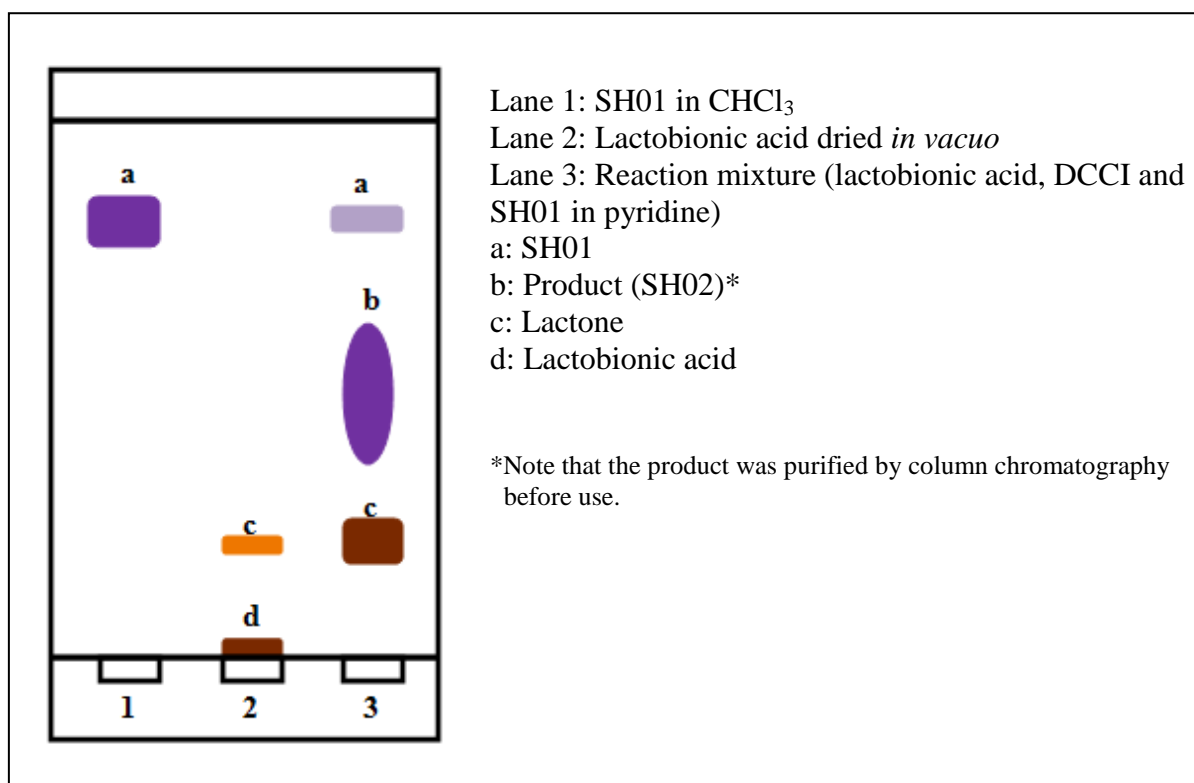 a
a
b
c
c
d
1
2
3
Lane 1: SH01 in CHCl₃
Lane 2: Lactobionic acid dried in vacuo
Lane 3: Reaction mixture (lactobionic acid, DCCI and
SH01 in pyridine)
a: SH01
b: Product (SH02)*
c: Lactone
d: Lactobionic acid
*Note that the product was purified by column chromatography
before use.